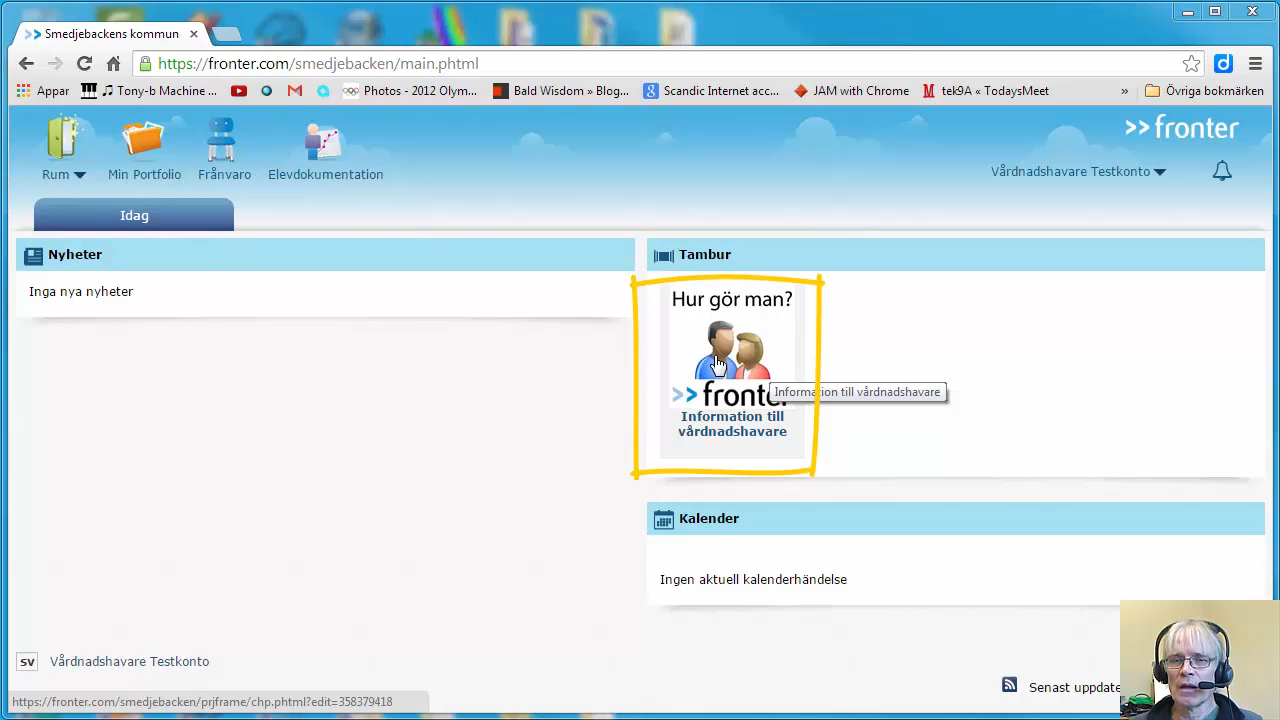 Smedjebackens kommun
https://fronter.com/smedjebacken/main.phtml
Appar
Tony-b Machine ...
Photos - 2012 Olym...
Bald Wisdom » Blog...
Scandic Internet acc...
JAM with Chrome
tek9A « TodaysMeet
»
Övriga bokmärken
>> fronter
Rum
Min Portfolio
Frånvaro
Elevdokumentation
Vårdnadshavare Testkonto
Idag
Nyheter
Inga nya nyheter
Tambur
Hur gör man?
>> fronter
Information till vårdnadshavare
Information till
vårdnadshavare
Kalender
Ingen aktuell kalenderhändelse
sv Vårdnadshavare Testkonto
Senast uppdate
https://fronter.com/smedjebacken/prjframe/chp.phtml?edit=358379418